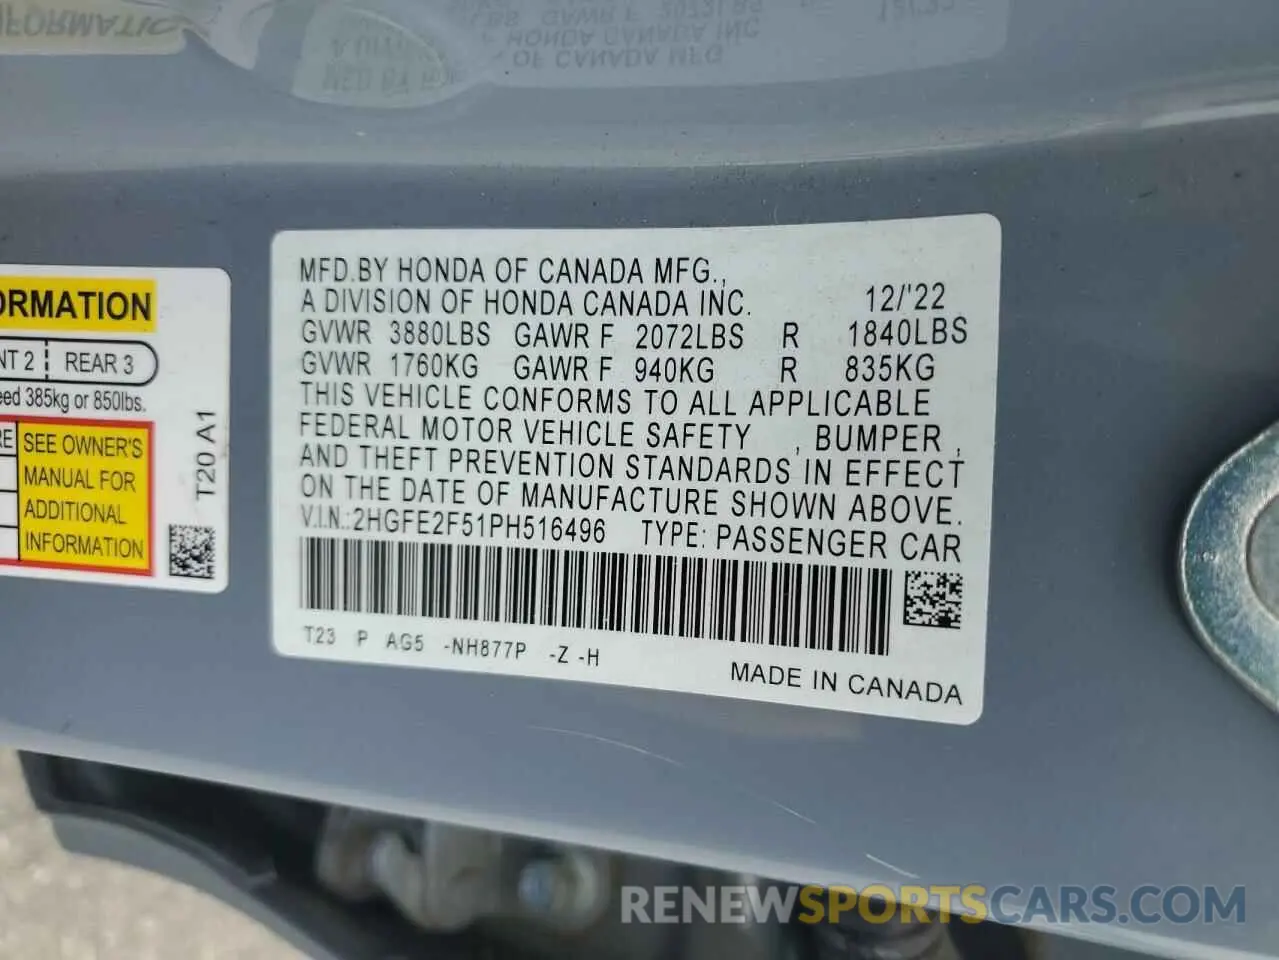 ORMATION
NT 2 REAR 3
eed 385kg or 850lbs.
RE
SEE OWNER'S
MANUAL FOR
ADDITIONAL
INFORMATION
T20 A1
MFD.BY HONDA OF CANADA MFG.,
A DIVISION OF HONDA CANADA INC. 12/'22
GVWR 3880LBS GAWR F 2072LBS R 1840LBS
GVWR 1760KG GAWR F 940KG R 835KG
THIS VEHICLE CONFORMS TO ALL APPLICABLE
FEDERAL MOTOR VEHICLE SAFETY , BUMPER ,
AND THEFT PREVENTION STANDARDS IN EFFECT
ON THE DATE OF MANUFACTURE SHOWN ABOVE.
V.I.N.:2HGFE2F51PH516496 TYPE: PASSENGER CAR
T23 P AG5 -NH877P -Z -H
MADE IN CANADA
RENEWSPORTSCARS.COM